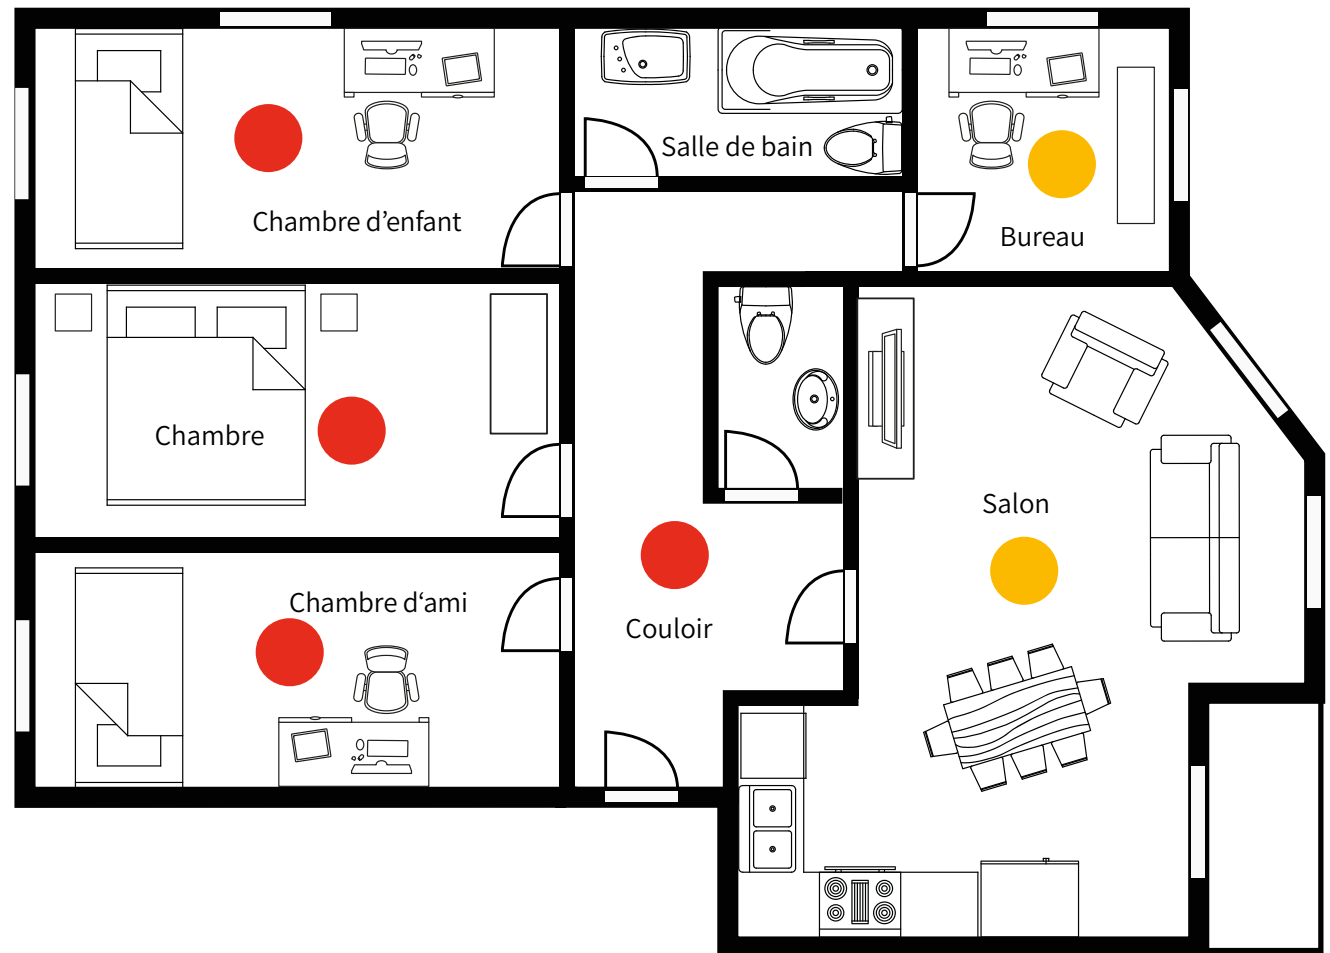 Salle de bain
Chambre d’enfant
Bureau
Chambre
Salon
Chambre d‘ami
Couloir